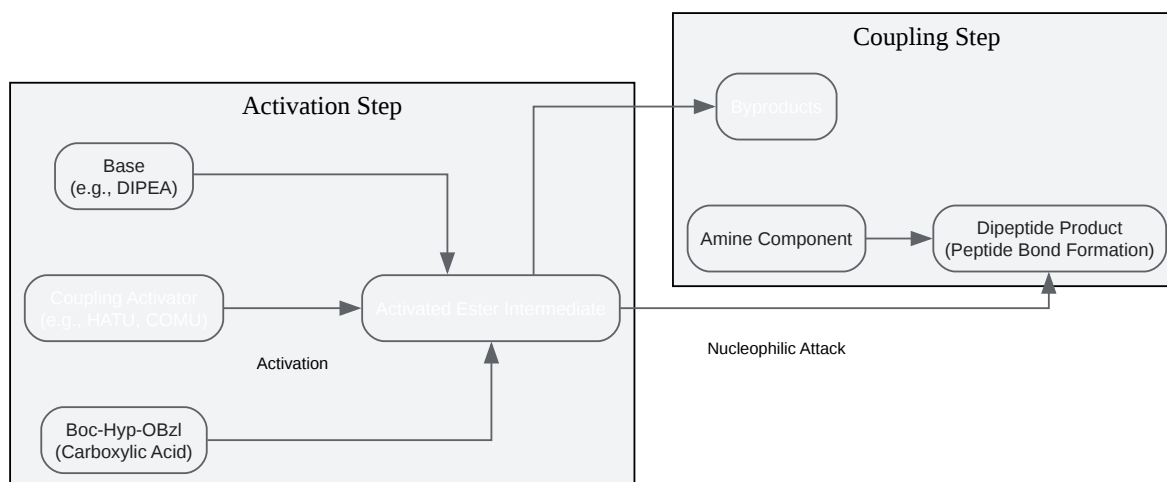 Coupling Step
Activation Step
Byproducts
Base
(e.g., DIPEA)
Amine Component
Dipeptide Product
(Peptide Bond Formation)
Coupling Activator
(e.g., HATU, COMU)
Activated Ester Intermediate
Activation
Nucleophilic Attack
Boc-Hyp-OBzl
(Carboxylic Acid)